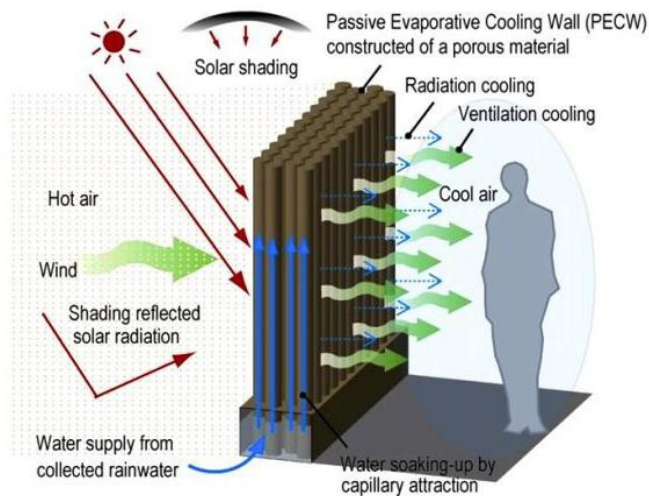 Passive Evaporative Cooling Wall (PECW)
constructed of a porous material
Solar shading
Radiation cooling
Ventilation cooling
Hot air
Cool air
Wind
Shading reflected
solar radiation
Water supply from
collected rainwater
Water soaking-up by
capillary attraction